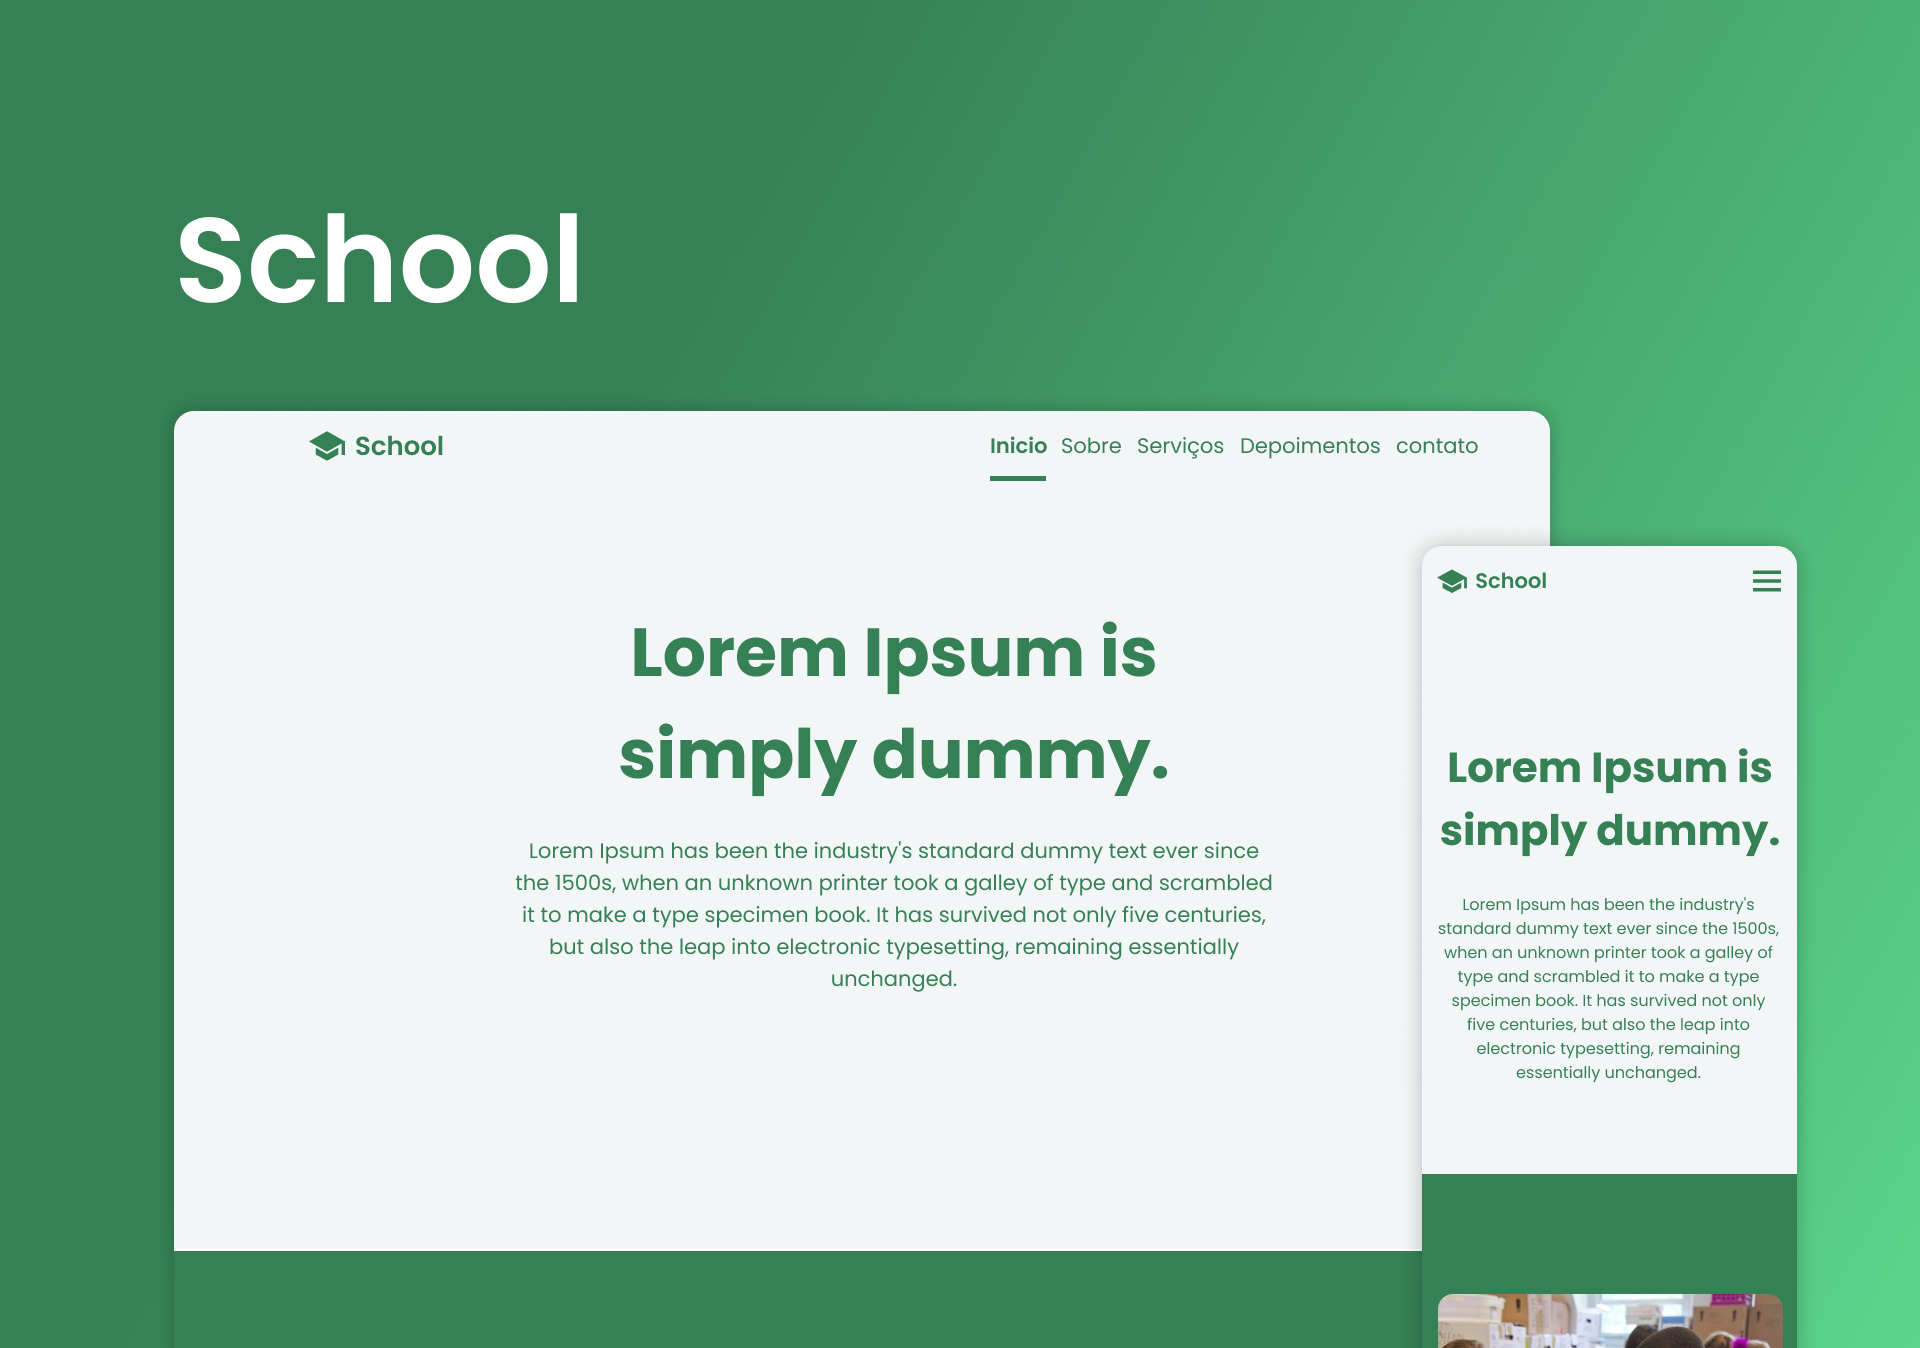 School
School
Inicio Sobre Serviços Depoimentos contato
Lorem Ipsum is
simply dummy.
Lorem Ipsum has been the industry's standard dummy text ever since
the 1500s, when an unknown printer took a galley of type and scrambled
it to make a type specimen book. It has survived not only five centuries,
but also the leap into electronic typesetting, remaining essentially
unchanged.
School
Lorem Ipsum is
simply dummy.
Lorem Ipsum has been the industry's
standard dummy text ever since the 1500s,
when an unknown printer took a galley of
type and scrambled it to make a type
specimen book. It has survived not only
five centuries, but also the leap into
electronic typesetting, remaining
essentially unchanged.